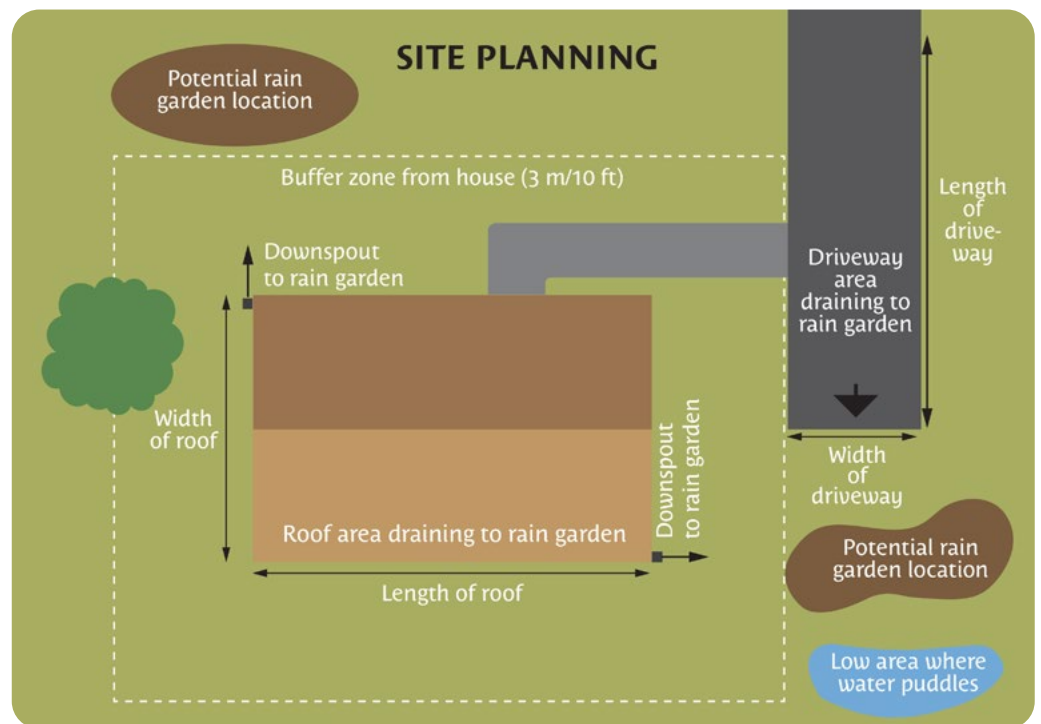 SITE PLANNING
Potential rain
garden location
Buffer zone from house (3 m/10 ft)
Length
of
drive-
way
Downspout
to rain garden
Driveway
area
draining to
rain garden
Width
of roof
Downspout
to rain garden
Width
of
driveway
Roof area draining to rain garden
Length of roof
Potential rain
garden location
Low area where
water puddles